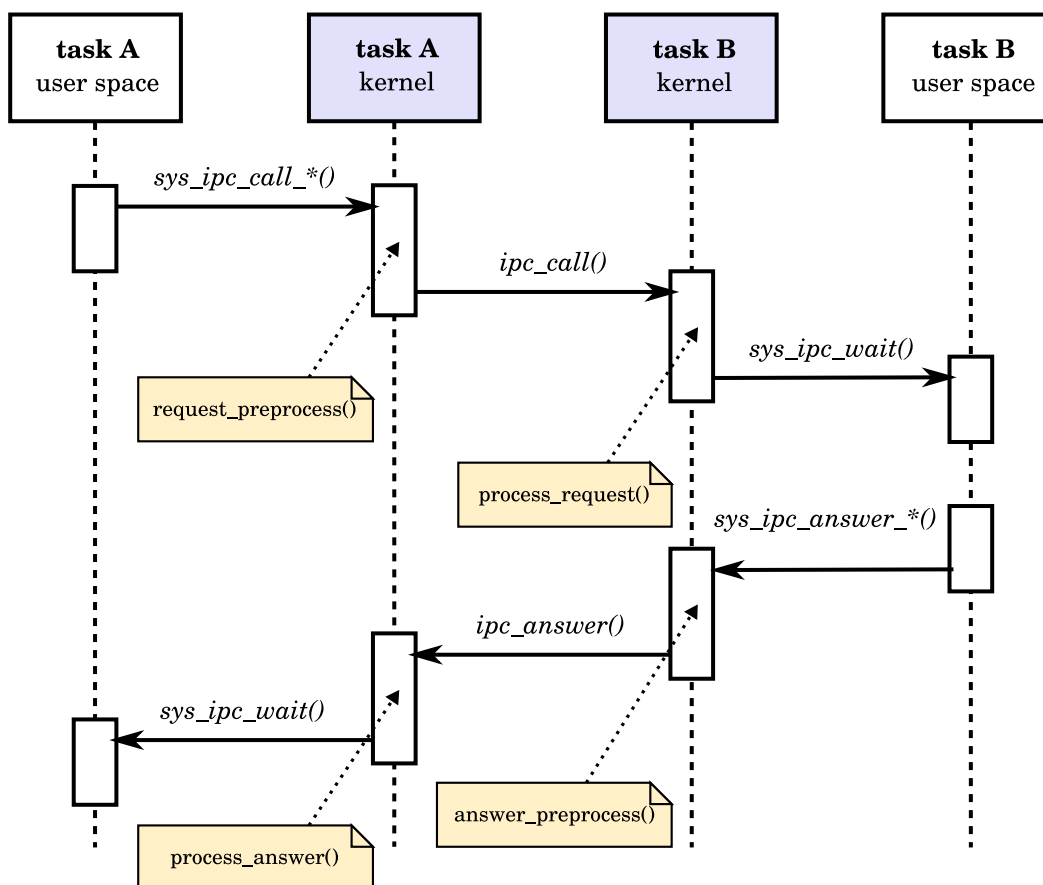 task A
user space
task A
kernel
task B
kernel
task B
user space
sys_ipc_call_*()
ipc_call()
sys_ipc_wait()
request_preprocess()
process_request()
sys_ipc_answer_*()
ipc_answer()
sys_ipc_wait()
answer_preprocess()
process_answer()